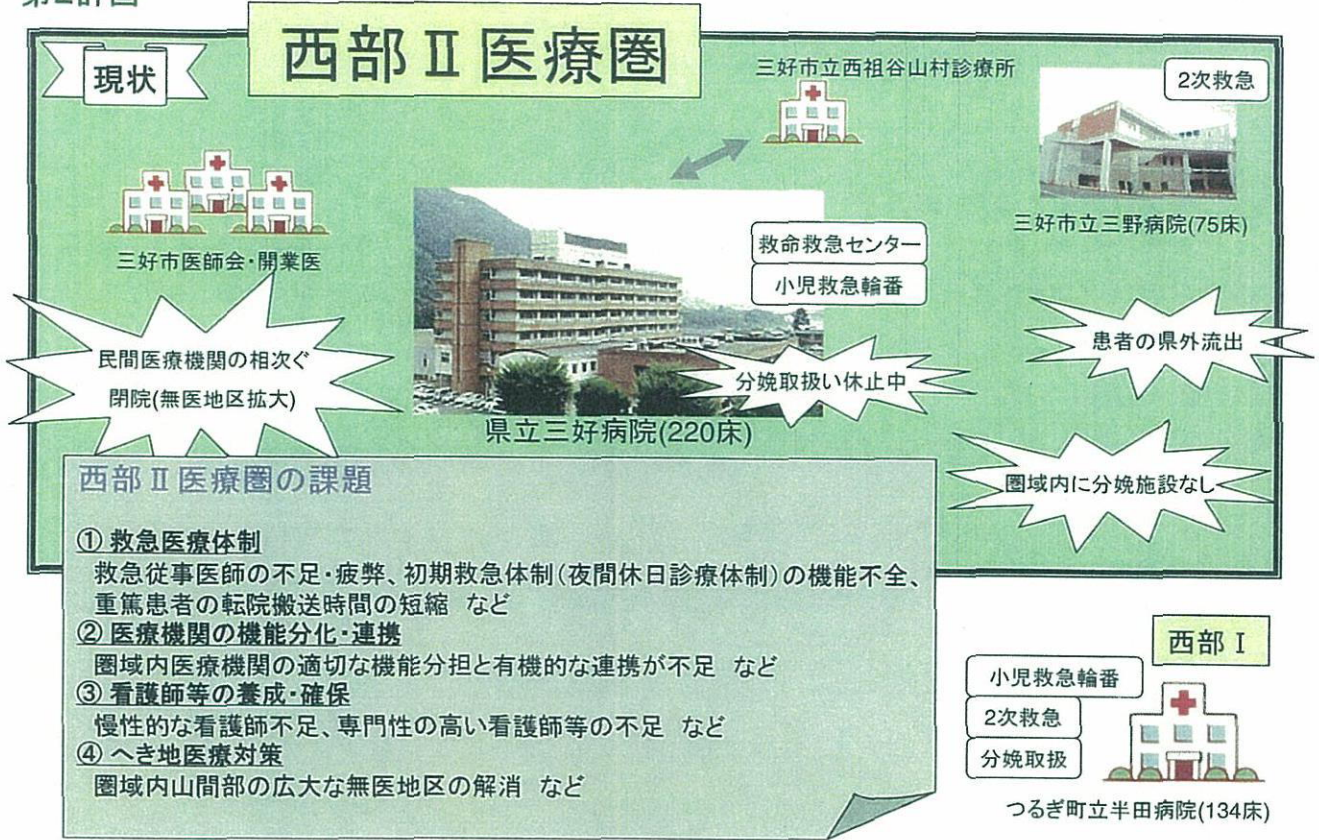 西部Ⅱ医療圏
現状
三好市立西祖谷山村診療所
2次救急
三好市立三野病院(75床)
三好市医師会・開業医
救命救急センター
小児救急輪番
民間医療機関の相次ぐ
閉院(無医地区拡大)
分娩取扱い休止中
患者の県外流出
県立三好病院(220床)
圏域内に分娩施設なし
西部Ⅱ医療圏の課題
① 救急医療体制
救急従事医師の不足・疲弊、初期救急体制(夜間休日診療体制)の機能不全、
重篤患者の転院搬送時間の短縮 など
② 医療機関の機能分化・連携
圏域内医療機関の適切な機能分担と有機的な連携が不足 など
③ 看護師等の養成・確保
慢性的な看護師不足、専門性の高い看護師等の不足 など
④ へき地医療対策
圏域内山間部の広大な無医地区の解消 など
西部Ⅰ
小児救急輪番
2次救急
分娩取扱
つるぎ町立半田病院(134床)